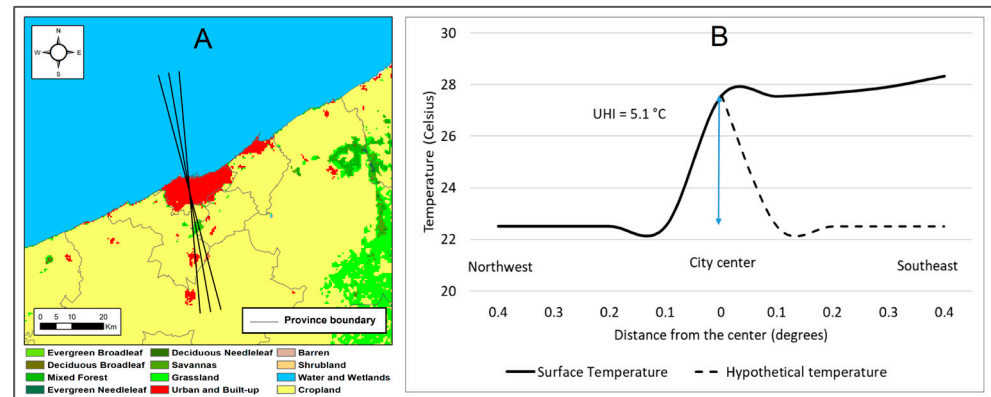 A
N
W E
S
0 5 10 20
Km
Province boundary
Evergreen Broadleaf
Deciduous Broadleaf
Mixed Forest
Evergreen Needleleaf
Deciduous Needleleaf
Savannas
Grassland
Urban and Built-up
Barren
Shrubland
Water and Wetlands
Cropland
B
Temperature (Celsius)
30
28
26
24
22
20
UHI = 5.1 °C
Northwest
City center
Southeast
0.4 0.3 0.2 0.1 0 0.1 0.2 0.3 0.4
Distance from the center (degrees)
Surface Temperature
Hypothetical temperature